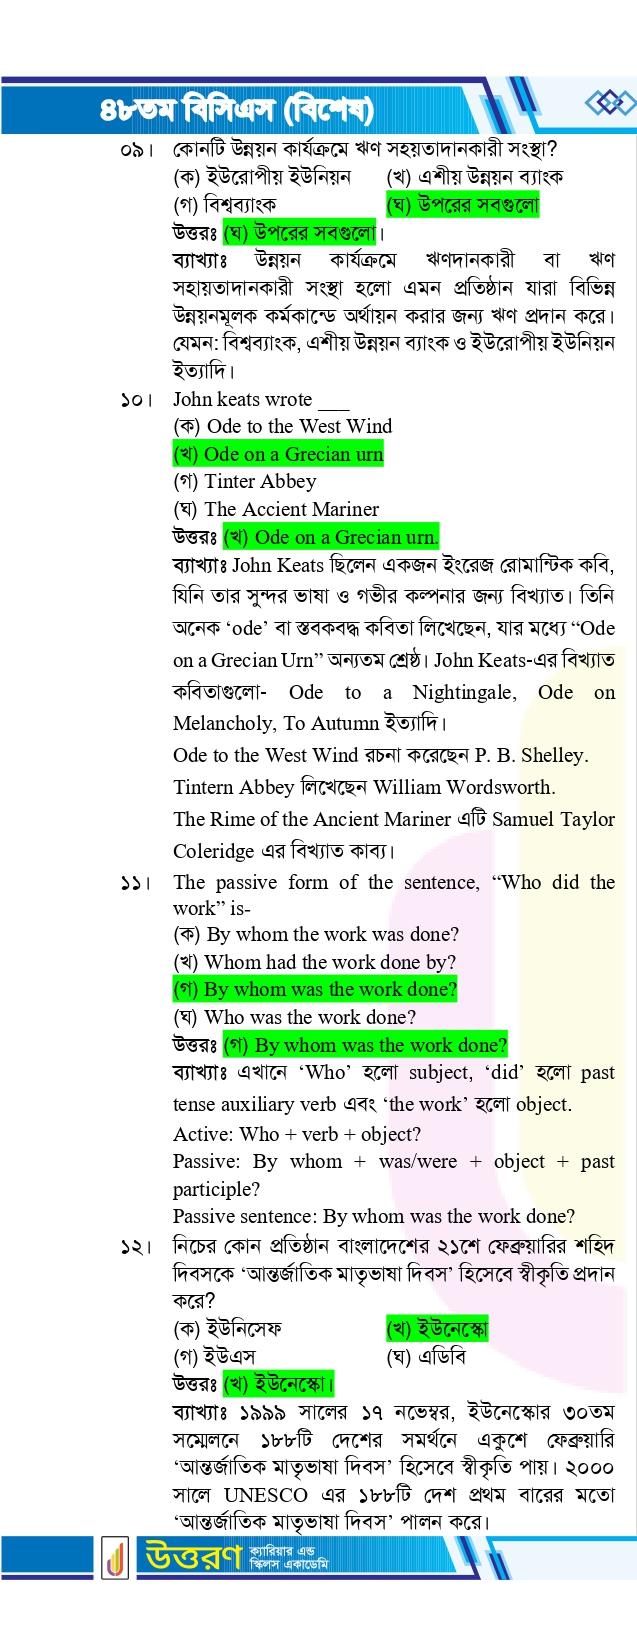 ৪৮তম বিসিএস (বিশেষ)
০৯। কোনটি উন্নয়ন কার্যক্রমে ঋণ সহয়তাদানকারী সংস্থা?
(ক) ইউরোপীয় ইউনিয়ন (খ) এশীয় উন্নয়ন ব্যাংক
(গ) বিশ্বব্যাংক (ঘ) উপরের সবগুলো
উত্তরঃ (ঘ) উপরের সবগুলো।
ব্যাখ্যাঃ উন্নয়ন কার্যক্রমে ঋণদানকারী বা ঋণ
সহায়তাদানকারী সংস্থা হলো এমন প্রতিষ্ঠান যারা বিভিন্ন
উন্নয়নমূলক কর্মকান্ডে অর্থায়ন করার জন্য ঋণ প্রদান করে।
যেমন: বিশ্বব্যাংক, এশীয় উন্নয়ন ব্যাংক ও ইউরোপীয় ইউনিয়ন
ইত্যাদি।
১০। John keats wrote ___
(ক) Ode to the West Wind
(খ) Ode on a Grecian urn
(গ) Tinter Abbey
(ঘ) The Accient Mariner
উত্তরঃ (খ) Ode on a Grecian urn.
ব্যাখ্যাঃ John Keats ছিলেন একজন ইংরেজ রোমান্টিক কবি,
যিনি তার সুন্দর ভাষা ও গভীর কল্পনার জন্য বিখ্যাত। তিনি
অনেক ‘ode’ বা স্তবকবদ্ধ কবিতা লিখেছেন, যার মধ্যে “Ode
on a Grecian Urn” অন্যতম শ্রেষ্ঠ। John Keats-এর বিখ্যাত
কবিতাগুলো- Ode to a Nightingale, Ode on
Melancholy, To Autumn ইত্যাদি।
Ode to the West Wind রচনা করেছেন P. B. Shelley.
Tintern Abbey লিখেছেন William Wordsworth.
The Rime of the Ancient Mariner এটি Samuel Taylor
Coleridge এর বিখ্যাত কাব্য।
১১। The passive form of the sentence, “Who did the
work” is-
(ক) By whom the work was done?
(খ) Whom had the work done by?
(গ) By whom was the work done?
(ঘ) Who was the work done?
উত্তরঃ (গ) By whom was the work done?
ব্যাখ্যাঃ এখানে ‘Who’ হলো subject, ‘did’ হলো past
tense auxiliary verb এবং ‘the work’ হলো object.
Active: Who + verb + object?
Passive: By whom + was/were + object + past
participle?
Passive sentence: By whom was the work done?
১২। নিচের কোন প্রতিষ্ঠান বাংলাদেশের ২১শে ফেব্রুয়ারির শহিদ
দিবসকে ‘আন্তর্জাতিক মাতৃভাষা দিবস’ হিসেবে স্বীকৃতি প্রদান
করে?
(ক) ইউনিসেফ (খ) ইউনেস্কো
(গ) ইউএস (ঘ) এডিবি
উত্তরঃ (খ) ইউনেস্কো।
ব্যাখ্যাঃ ১৯৯৯ সালের ১৭ নভেম্বর, ইউনেস্কোর ৩০তম
সম্মেলনে ১৮৮টি দেশের সমর্থনে একুশে ফেব্রুয়ারি
‘আন্তর্জাতিক মাতৃভাষা দিবস’ হিসেবে স্বীকৃতি পায়। ২০০০
সালে UNESCO এর ১৮৮টি দেশ প্রথম বারের মতো
‘আন্তর্জাতিক মাতৃভাষা দিবস’ পালন করে।
উত্তরণ ক্যারিয়ার এন্ড
স্কিলস একাডেমি